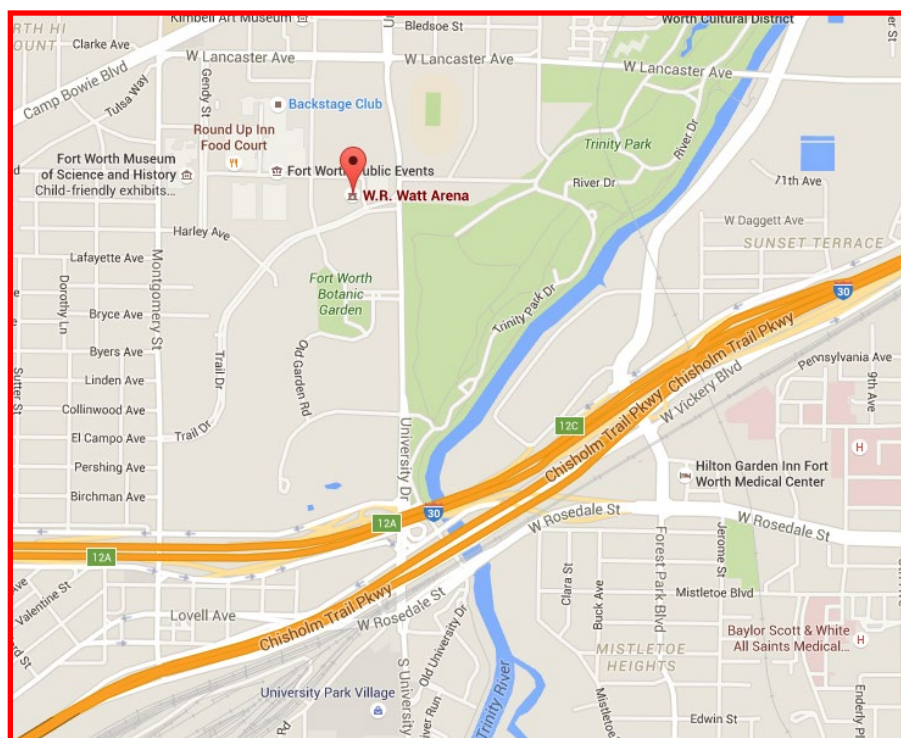 Kimbell Art Museum
Bledsoe St
Worth Cultural District
Clarke Ave
W Lancaster Ave
W Lancaster Ave
W Lancaster Ave
Camp Bowie Blvd
Tulsa Way
Gendy St
Backstage Club
Round Up Inn
Food Court
Trinity Park
River Dr
Fort Worth Museum
of Science and History
Child-friendly exhibits...
Fort Worth Public Events
W.R. Watt Arena
River Dr
W Daggett Ave
SUNSET TERRACE
Harley Ave
Lafayette Ave
Montgomery St
Dorothy Ln
Fort Worth
Botanic
Garden
Trinity Park Dr
30
Bryce Ave
Byers Ave
Trail Dr
Old Garden Rd
Linden Ave
Sutter St
Collinwood Ave
Chisholm Trail Pkwy
Chisholm Trail Pkwy
W Vickery Blvd
Pennsylvania Ave
9th Ave
El Campo Ave
Trail Dr
University Dr
12C
H
Pershing Ave
Birchman Ave
Hilton Garden Inn Fort
Worth Medical Center
30
12A
12A
W Rosedale St
W Rosedale St
Forest Park Blvd
Jerome St
Valentine St
Lovell Ave
Chisholm Trail Pkwy
W Rosedale St
Clara St
Buck Ave
Mistletoe Blvd
Baylor Scott & White
All Saints Medical...
H
MISTLETOE
HEIGHTS
Old University Dr
S University
Trinity River
University Park Village
Edwin St